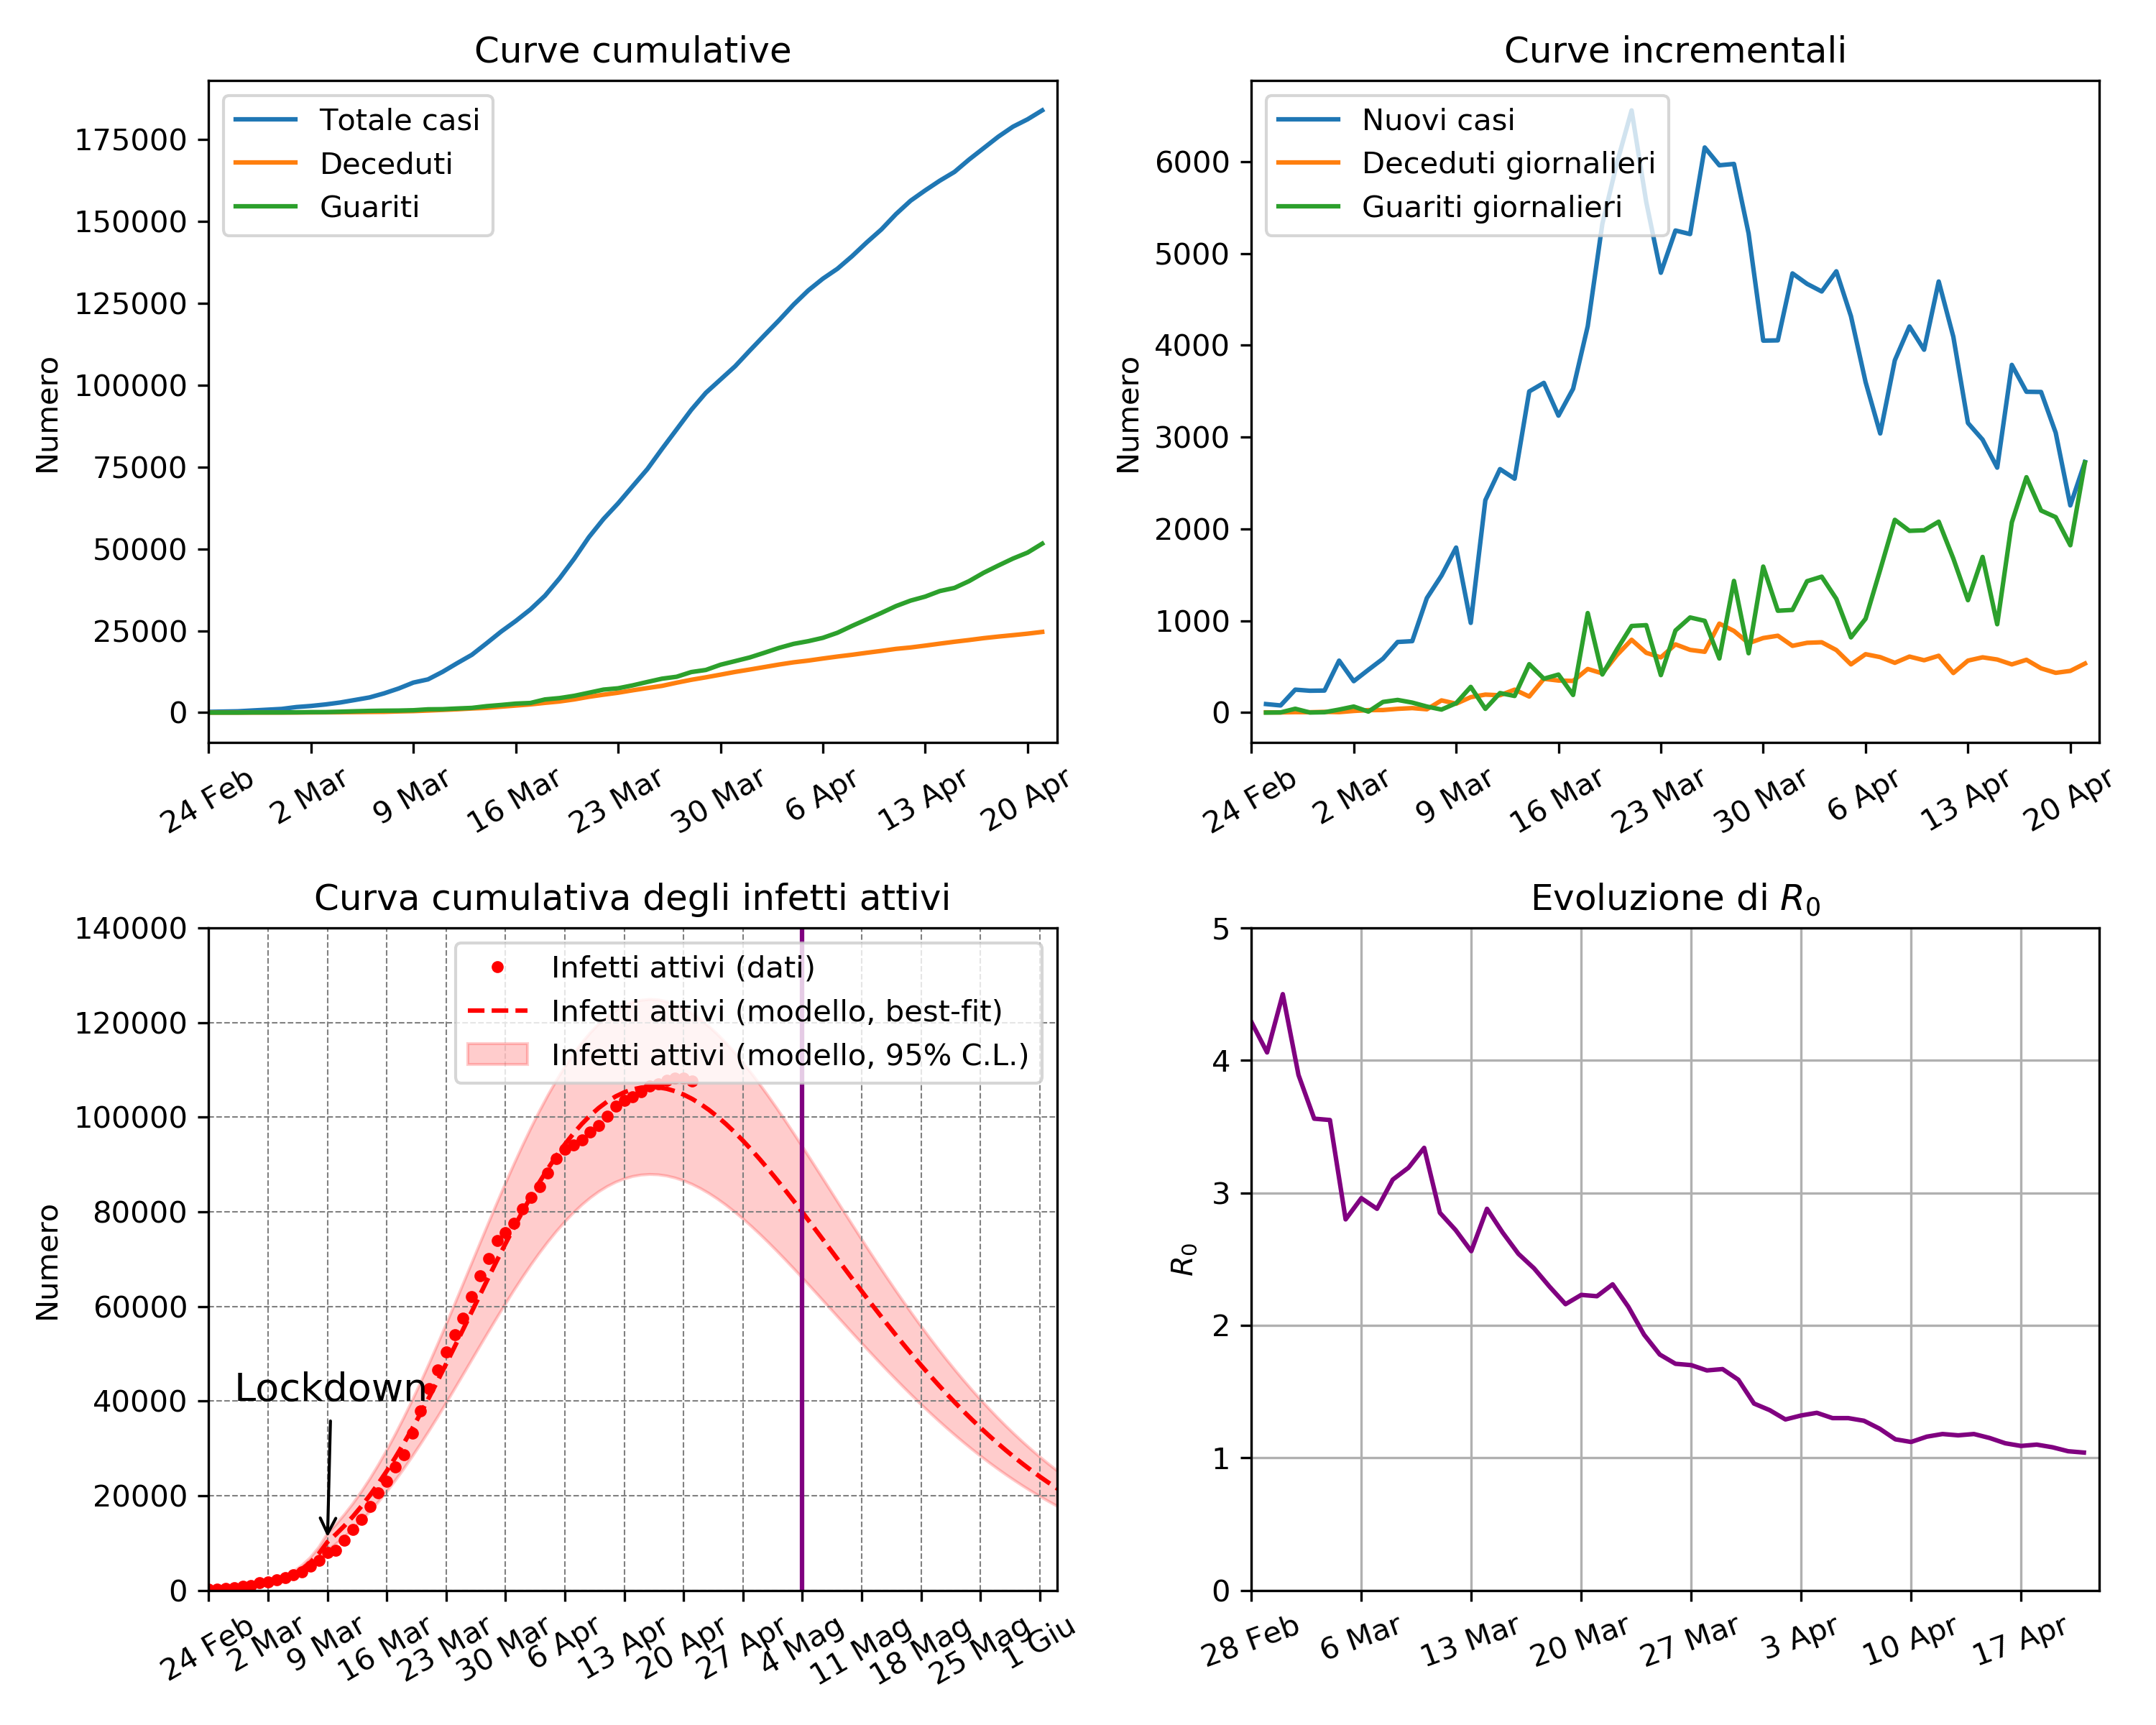 Curve cumulative
Totale casi
Deceduti
Guariti
Numero
175000
150000
125000
100000
75000
50000
25000
0
24 Feb
2 Mar
9 Mar
16 Mar
23 Mar
30 Mar
6 Apr
13 Apr
20 Apr
Curve incrementali
Nuovi casi
Deceduti giornalieri
Guariti giornalieri
Numero
6000
5000
4000
3000
2000
1000
0
24 Feb
2 Mar
9 Mar
16 Mar
23 Mar
30 Mar
6 Apr
13 Apr
20 Apr
Curva cumulativa degli infetti attivi
Infetti attivi (dati)
Infetti attivi (modello, best-fit)
Infetti attivi (modello, 95% C.L.)
Lockdown
Numero
140000
120000
100000
80000
60000
40000
20000
0
24 Feb
2 Mar
9 Mar
16 Mar
23 Mar
30 Mar
6 Apr
13 Apr
20 Apr
27 Apr
4 Mag
11 Mag
18 Mag
25 Mag
1 Giu
Evoluzione di R₀
R₀
5
4
3
2
1
0
28 Feb
6 Mar
13 Mar
20 Mar
27 Mar
3 Apr
10 Apr
17 Apr